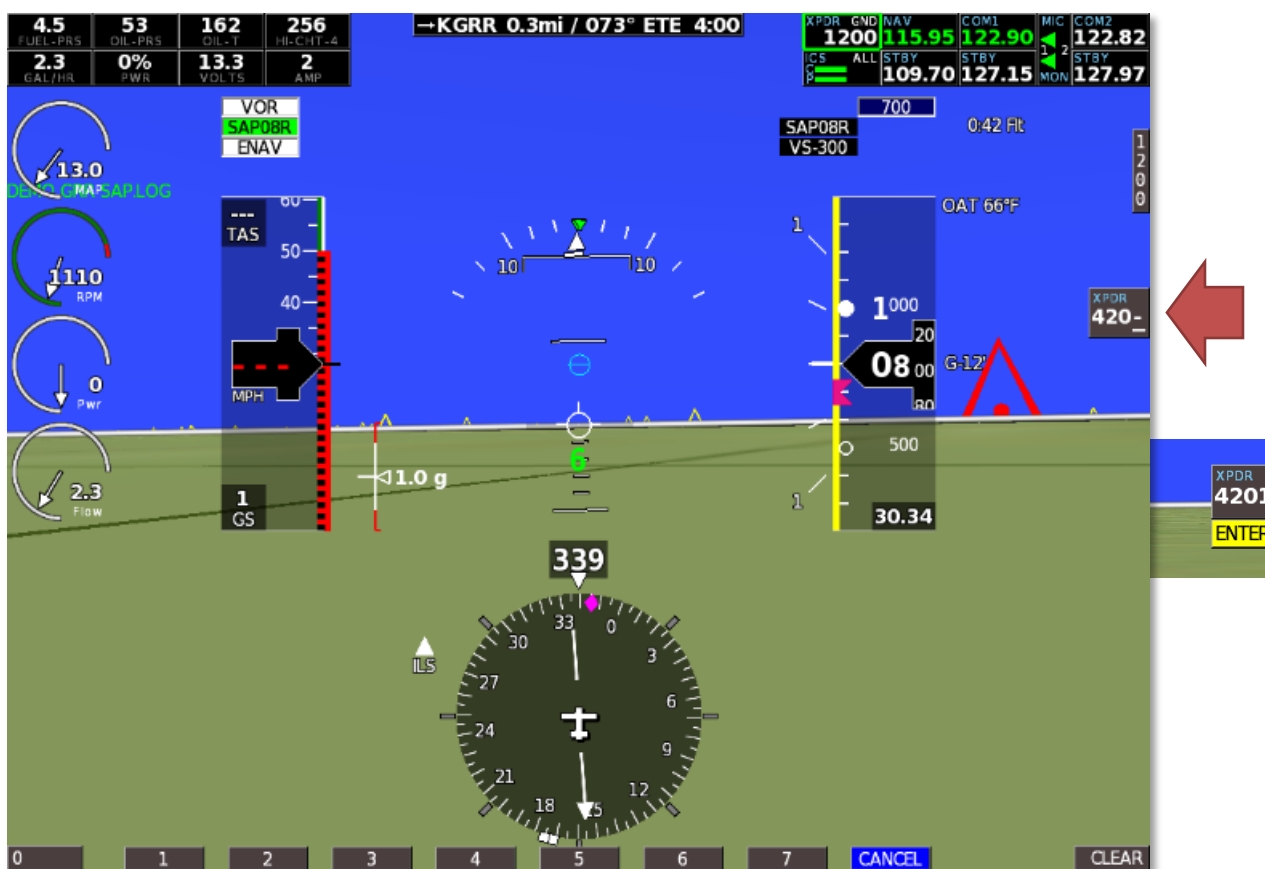 4.5 53 162 256
FUEL-PRS OIL-PRS OIL-T HI-CHT-4
2.3 0% 13.3 2
GAL/HR PWR VOLTS AMP
→KGRR 0.3mi / 073° ETE 4:00
XPDR GND NAV COM1 MIC COM2
1200 115.95 122.90 1 2 122.82
ICS ALL STBY STBY STBY
C P 109.70 127.15 MON 127.97
VOR
SAP08R
ENAV
700
SAP08R
VS-300
0:42 Flt
1200
13.0
MAP
DEMO_GMA-SAP.LOG
1110
RPM
0
Pwr
2.3
Flow
---
TAS
60
50
40
---
MPH
1
GS
1.0 g
10 10
6
1
1000
20
08 00
80
500
1
30.34
OAT 66°F
G-12'
XPDR
420-
XPDR
4201
ENTER
339
33 0 3 6 9 12 15 18 21 24 27 30
ILS
0 1 2 3 4 5 6 7 CANCEL CLEAR